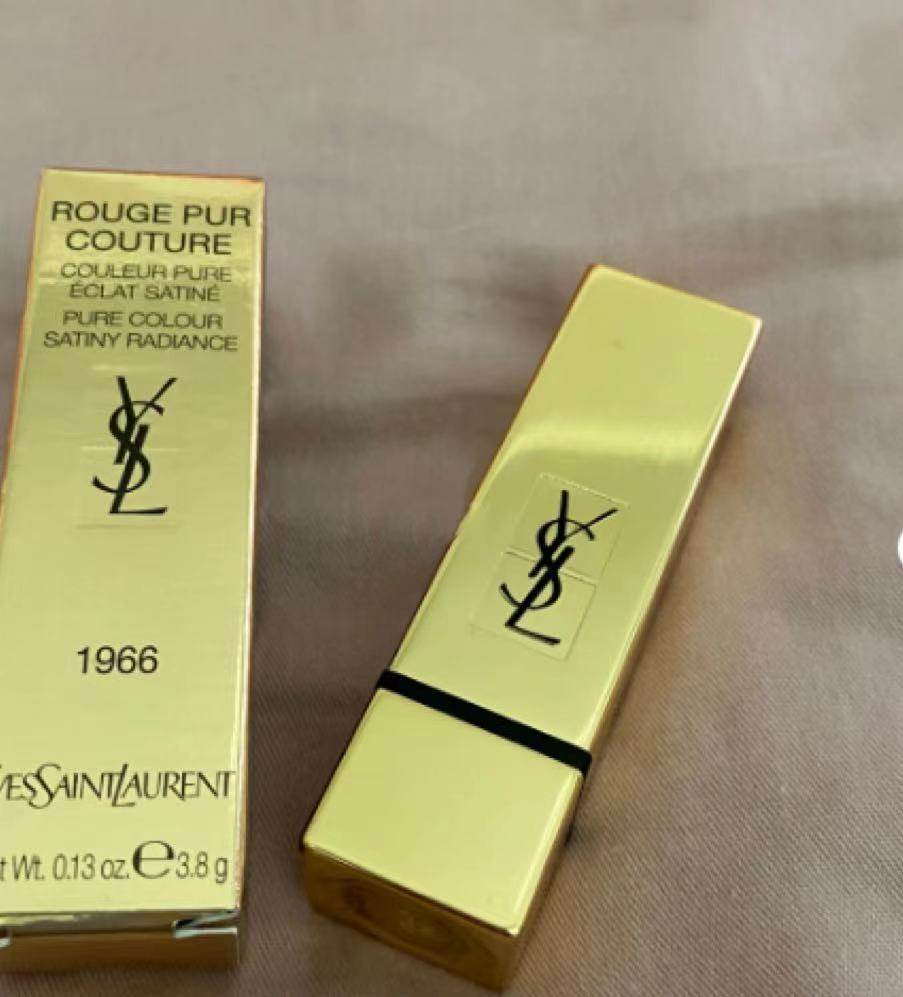 ROUGE PUR
COUTURE
COULEUR PURE
ÉCLAT SATINÉ
PURE COLOUR
SATINY RADIANCE
YSL
1966
YVESSAINTLAURENT
t Wt. 0.13 oz. e 3.8 g
YSL